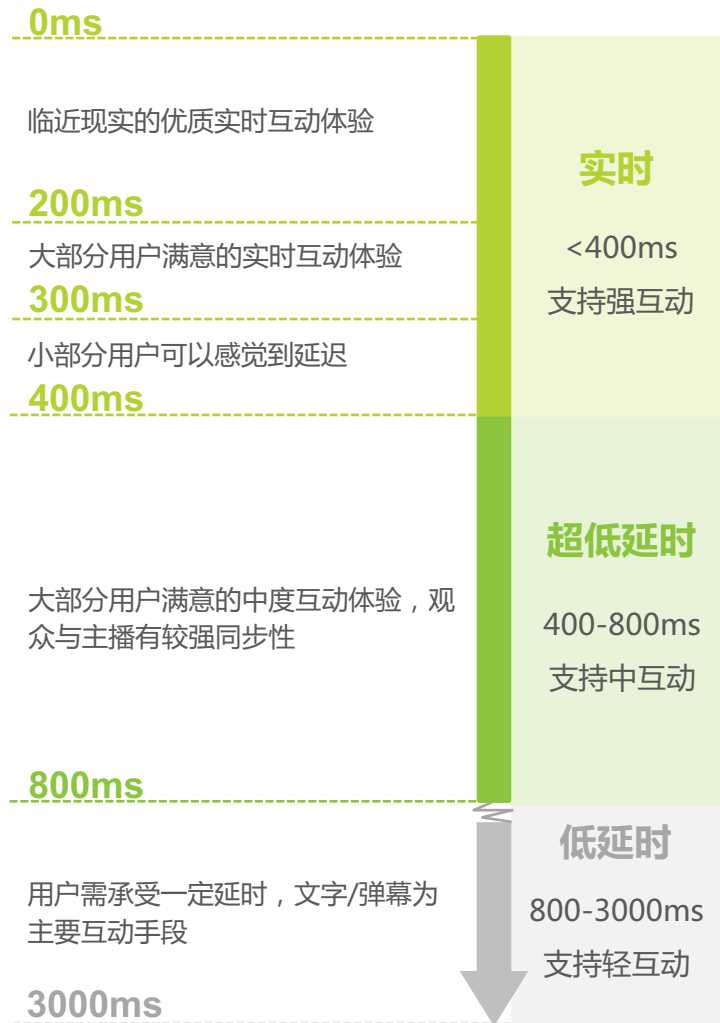 0ms
临近现实的优质实时互动体验
200ms
大部分用户满意的实时互动体验
300ms
小部分用户可以感觉到延迟
400ms
实时
<400ms
支持强互动
大部分用户满意的中度互动体验，观
众与主播有较强同步性
800ms
超低延时
400-800ms
支持中互动
用户需承受一定延时，文字/弹幕为
主要互动手段
3000ms
低延时
800-3000ms
支持轻互动